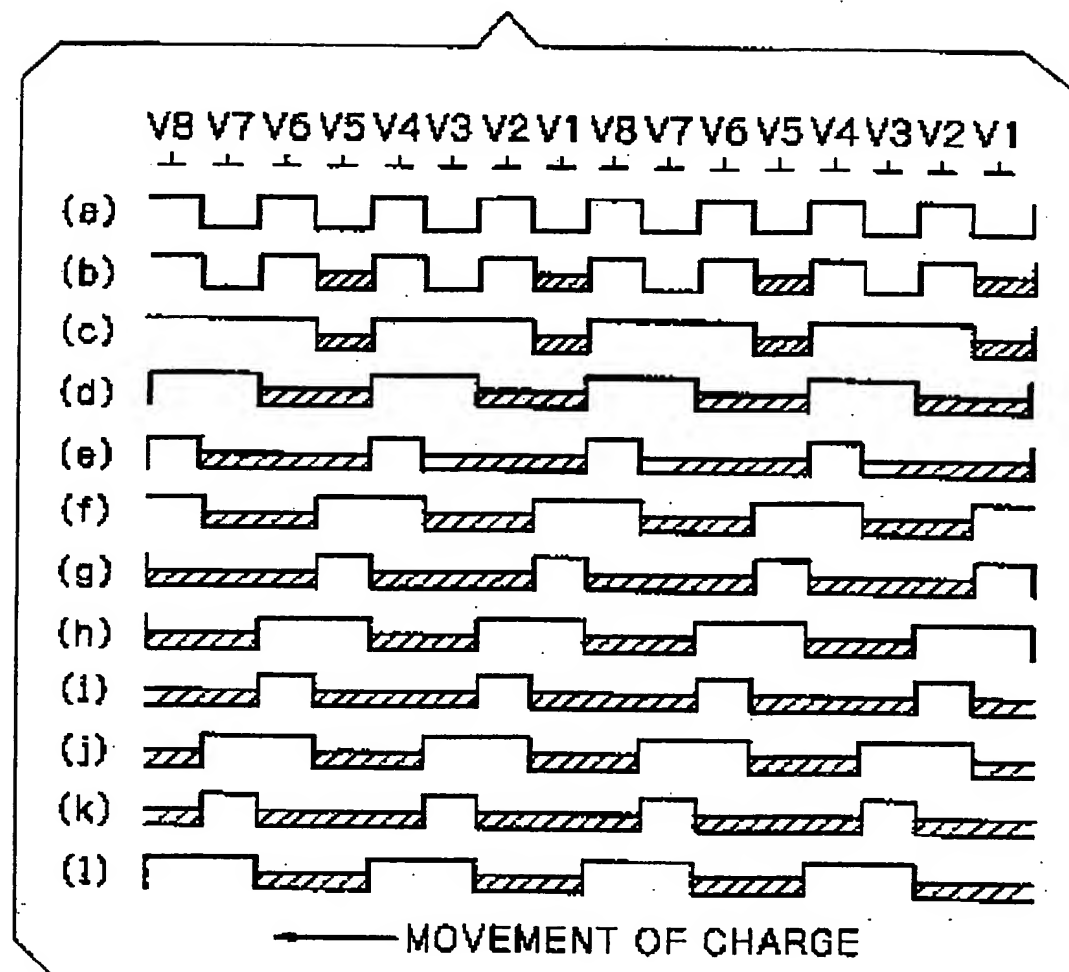 V8 V7 V6 V5 V4 V3 V2 V1 V8 V7 V6 V5 V4 V3 V2 V1
(a)
(b)
(c)
(d)
(e)
(f)
(g)
(h)
(i)
(j)
(k)
(l)
MOVEMENT OF CHARGE